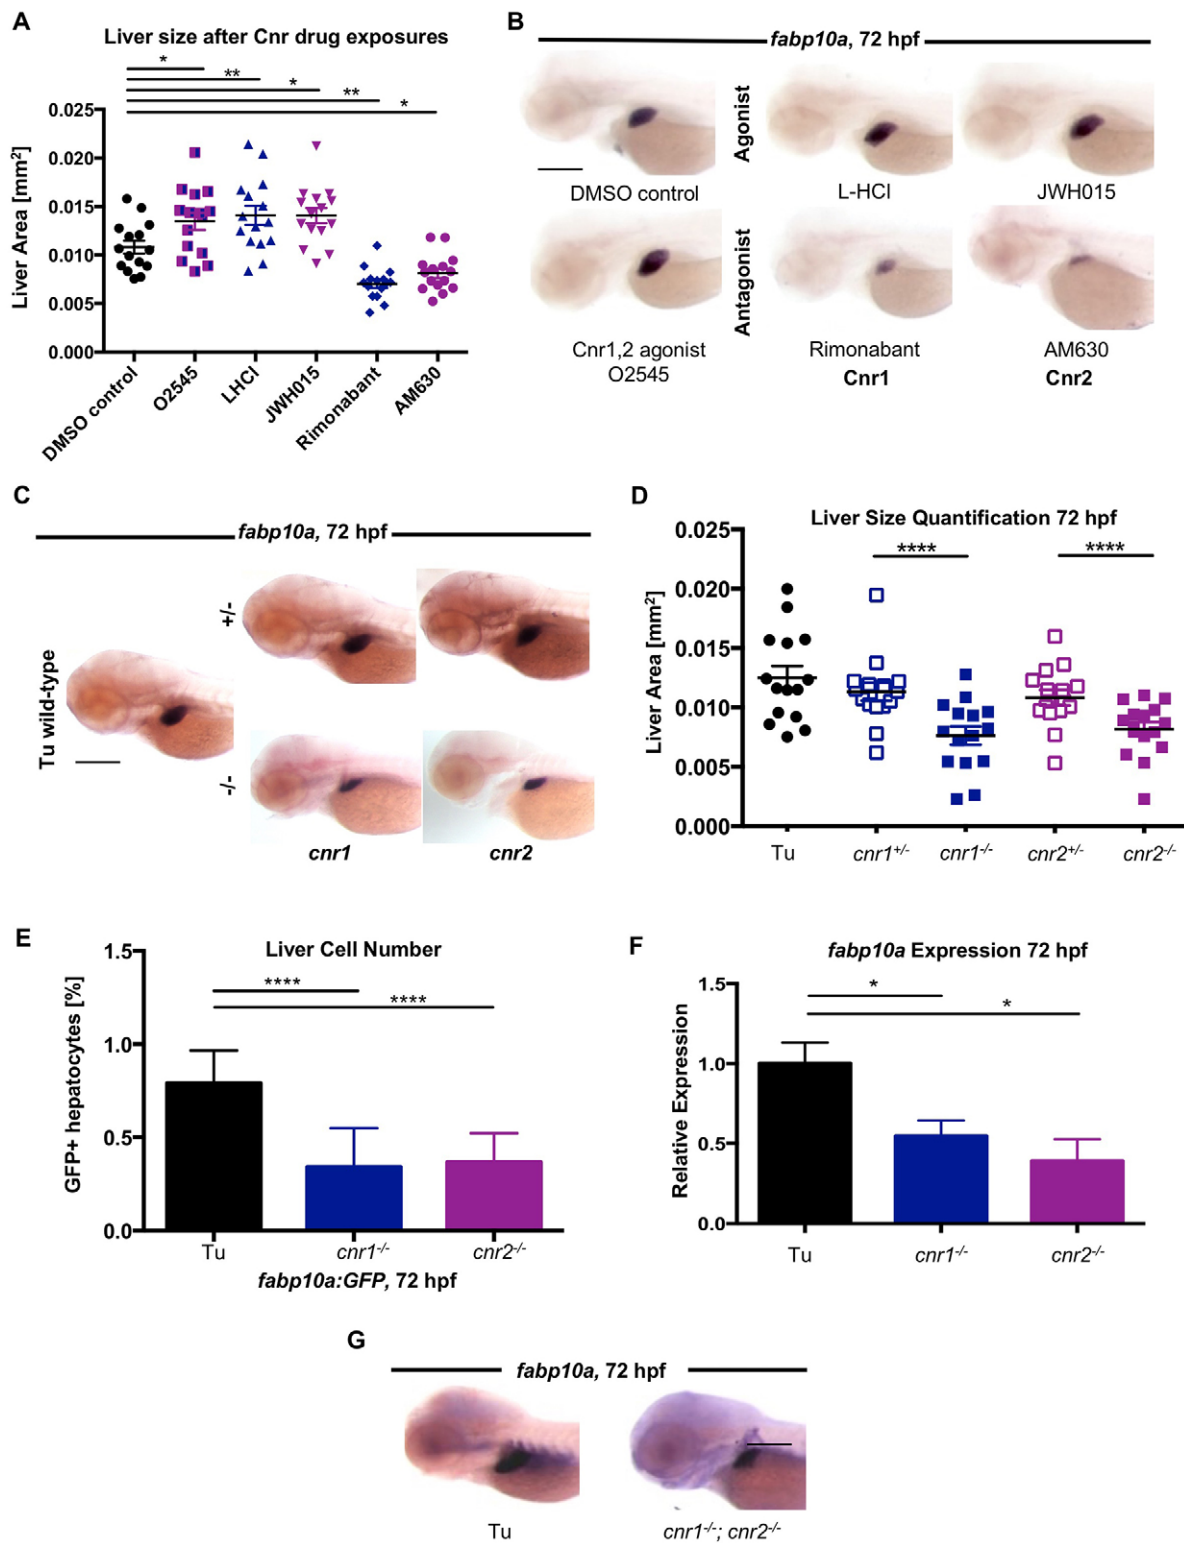 A
Liver size after Cnr drug exposures
*
**
*
**
*
Liver Area [mm²]
0.025
0.020
0.015
0.010
0.005
0.000
DMSO control
O2545
LHCl
JWH015
Rimonabant
AM630
B
fabp10a, 72 hpf
Agonist
DMSO control
L-HCl
JWH015
Antagonist
Cnr1,2 agonist
O2545
Rimonabant
AM630
Cnr1
Cnr2
C
fabp10a, 72 hpf
Tu wild-type
+/-
-/-
cnr1
cnr2
D
Liver Size Quantification 72 hpf
****
****
Liver Area [mm²]
0.025
0.020
0.015
0.010
0.005
0.000
Tu
cnr1+/-
cnr1-/-
cnr2+/-
cnr2-/-
E
Liver Cell Number
****
****
GFP+ hepatocytes [%]
1.5
1.0
0.5
0.0
Tu
cnr1-/-
cnr2-/-
fabp10a:GFP, 72 hpf
F
fabp10a Expression 72 hpf
*
*
Relative Expression
1.5
1.0
0.5
0.0
Tu
cnr1-/-
cnr2-/-
G
fabp10a, 72 hpf
Tu
cnr1-/-; cnr2-/-